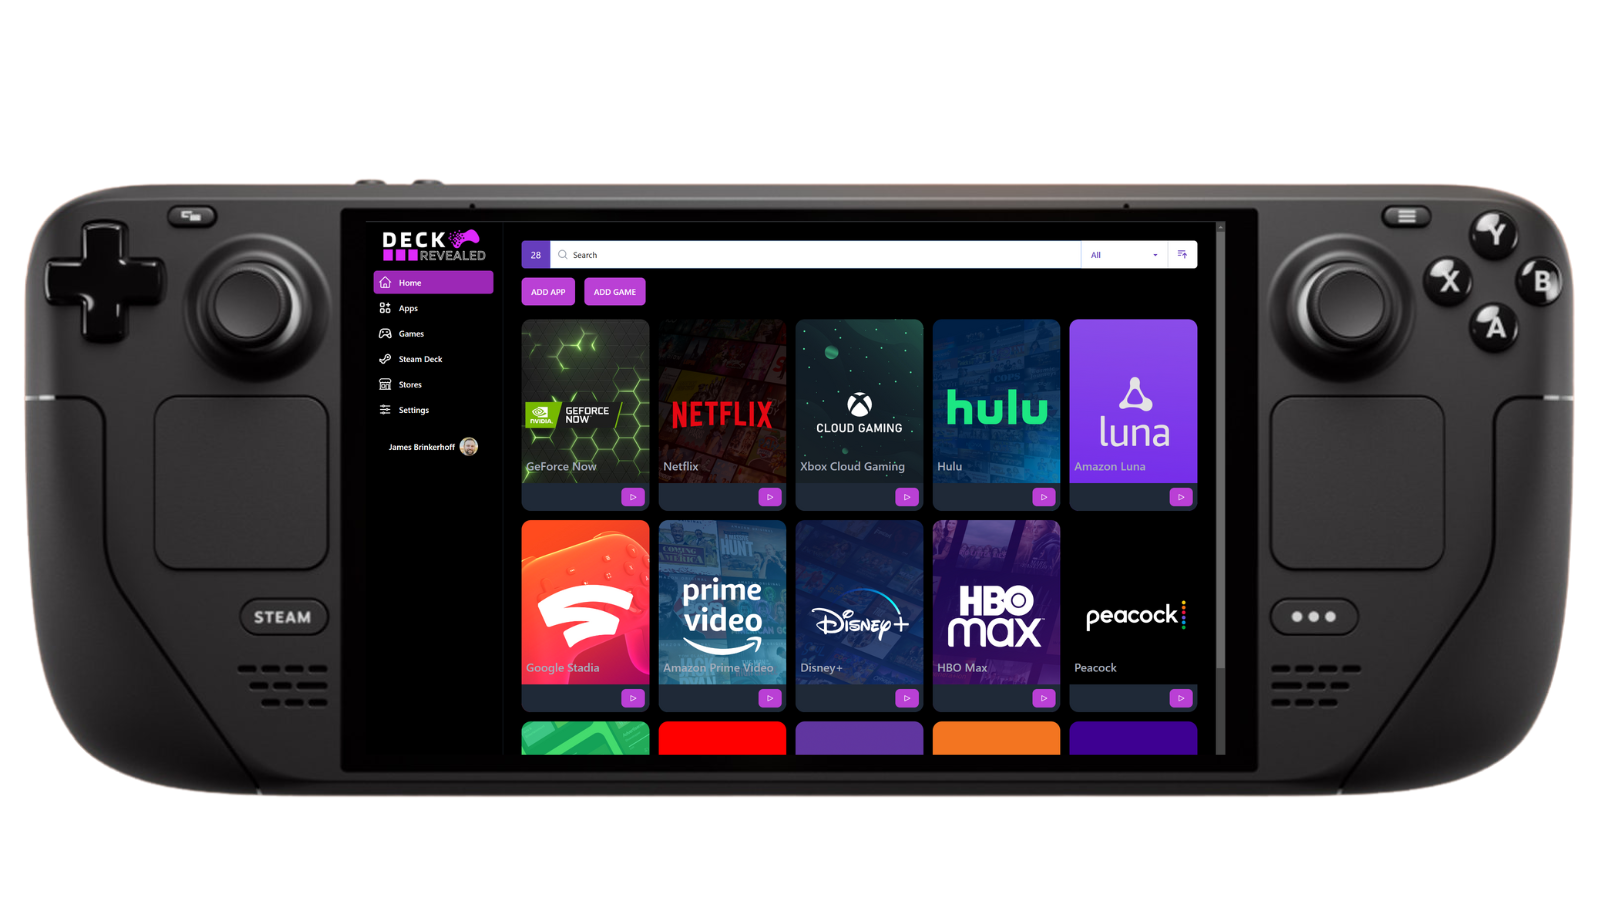 DECK
REVEALED
Home
Apps
Games
Steam Deck
Stores
Settings
James Brinkerhoff
28
Search
All
ADD APP
ADD GAME
NVIDIA.
GEFORCE
NOW
GeForce Now
NETFLIX
Netflix
CLOUD GAMING
Xbox Cloud Gaming
hulu
Hulu
luna
Amazon Luna
Google Stadia
prime
video
Amazon Prime Video
Disney+
Disney+
HBO
max
HBO Max
peacock
Peacock
STEAM
Y
X
B
A